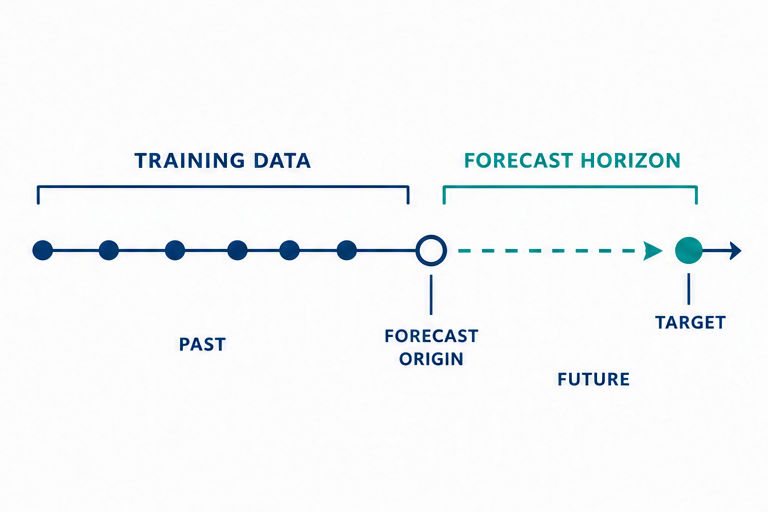 TRAINING DATA
FORECAST HORIZON
PAST
FORECAST
ORIGIN
TARGET
FUTURE